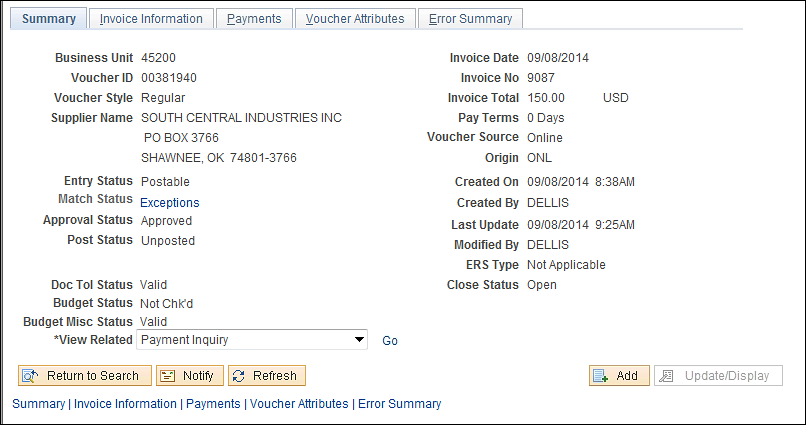 Summary Invoice Information Payments Voucher Attributes Error Summary
Business Unit 45200 Invoice Date 09/08/2014
Voucher ID 00381940 Invoice No 9087
Voucher Style Regular Invoice Total 150.00 USD
Supplier Name SOUTH CENTRAL INDUSTRIES INC Pay Terms 0 Days
PO BOX 3766 Voucher Source Online
SHAWNEE, OK 74801-3766 Origin ONL
Entry Status Postable Created On 09/08/2014 8:38AM
Match Status Exceptions Created By DELLIS
Approval Status Approved Last Update 09/08/2014 9:25AM
Post Status Unposted Modified By DELLIS
ERS Type Not Applicable
Doc Tol Status Valid Close Status Open
Budget Status Not Chk'd
Budget Misc Status Valid
*View Related Payment Inquiry Go
Return to Search Notify Refresh Add Update/Display
Summary | Invoice Information | Payments | Voucher Attributes | Error Summary